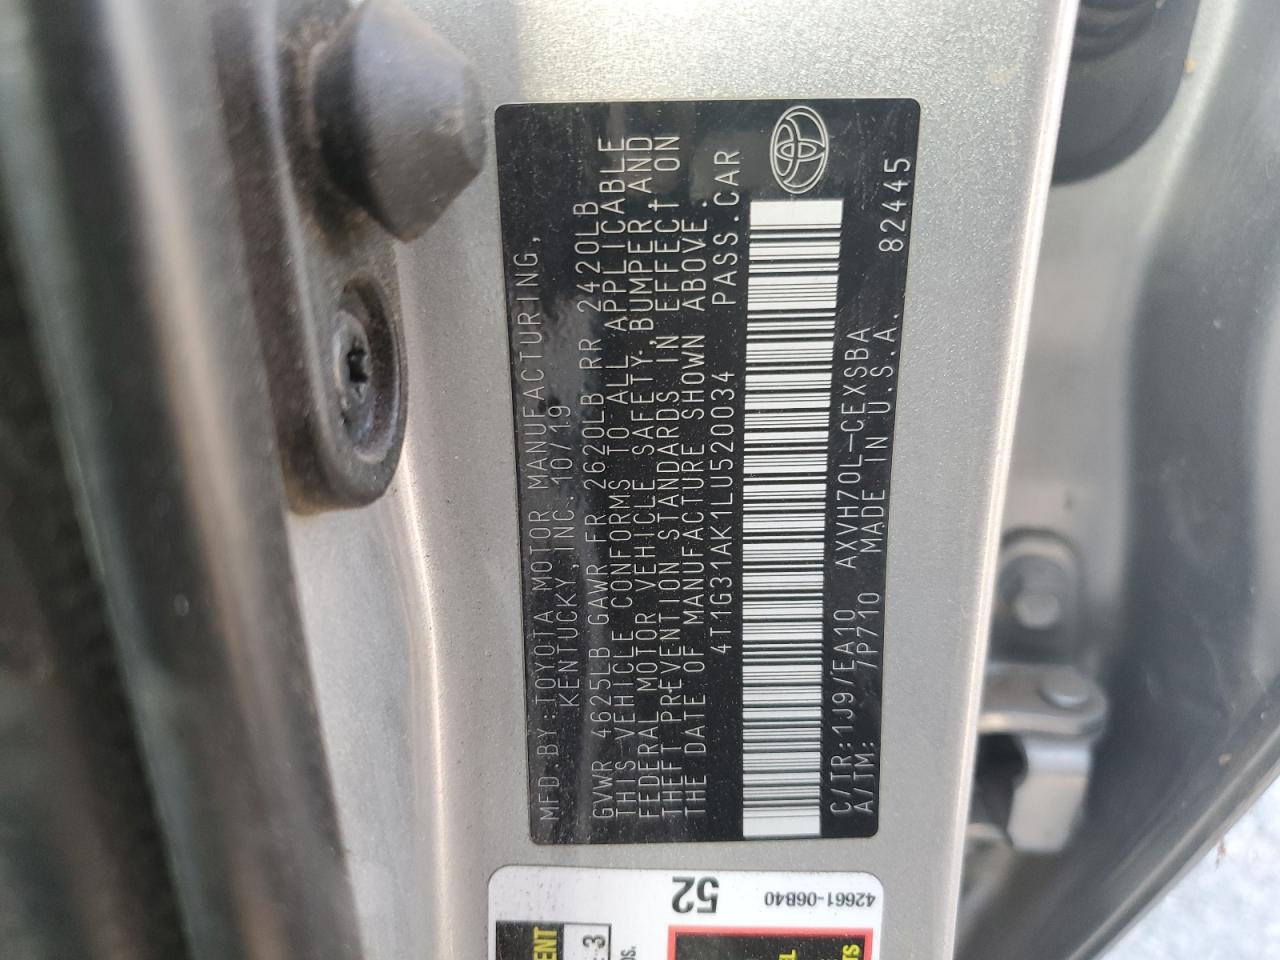 MFD.BY:TOYOTA MOTOR MANUFACTURING,
KENTUCKY,INC. 10/19
GVWR 4625LB GAWR FR 2620LB RR 2420LB
THIS VEHICLE CONFORMS TO ALL APPLICABLE
FEDERAL MOTOR VEHICLE SAFETY, BUMPER,AND
THEFT PREVENTION STANDARDS IN EFFECT ON
THE DATE OF MANUFACTURE SHOWN ABOVE.
4T1G31AK1LU520034 PASS.CAR
C/TR:1J9/EA10 AXVH70L-CEXSBA
A/TM: 7P710 MADE IN U.S.A. 82445
52
42661-06B40
3